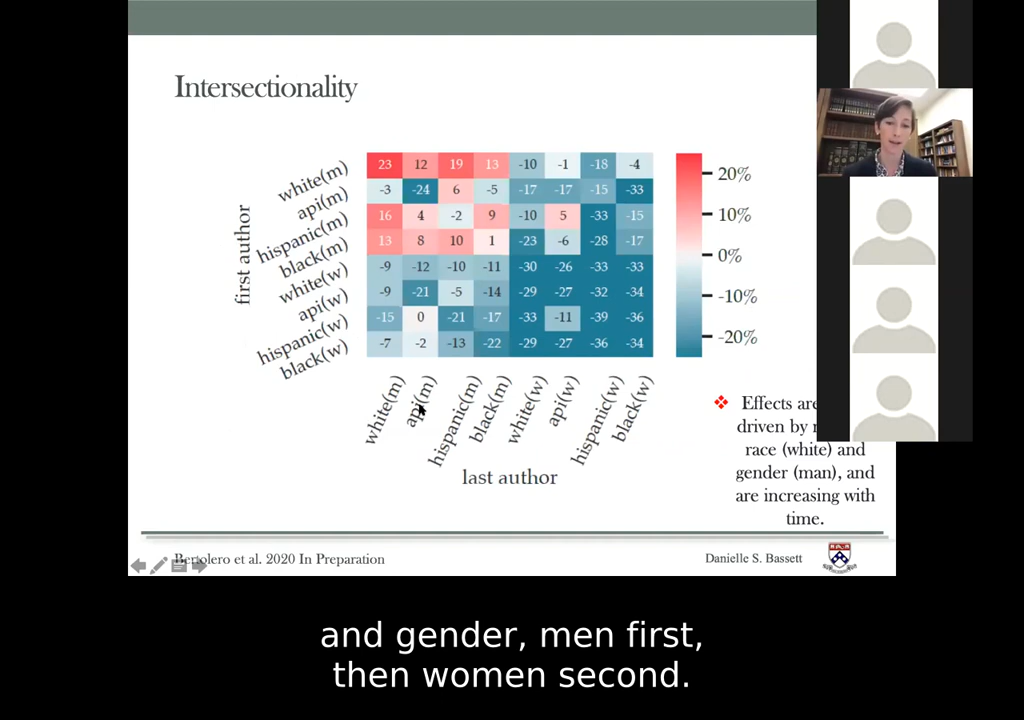 Intersectionality
first author
white(m) 23 12 19 13 -10 -1 -18 -4
api(m) -3 -24 6 -5 -17 -17 -15 -33
hispanic(m) 16 4 -2 9 -10 5 -33 -15
black(m) 13 8 10 1 -23 -6 -28 -17
white(w) -9 -12 -10 -11 -30 -26 -33 -33
api(w) -9 -21 -5 -14 -29 -27 -32 -34
hispanic(w) -15 0 -21 -17 -33 -11 -39 -36
black(w) -7 -2 -13 -22 -29 -27 -36 -34
white(m) api(m) hispanic(m) black(m) white(w) api(w) hispanic(w) black(w)
last author
20%
10%
0%
-10%
-20%
Effects are
driven by
race (white) and
gender (man), and
are increasing with
time.
Bertolero et al. 2020 In Preparation
Danielle S. Bassett
and gender, men first,
then women second.